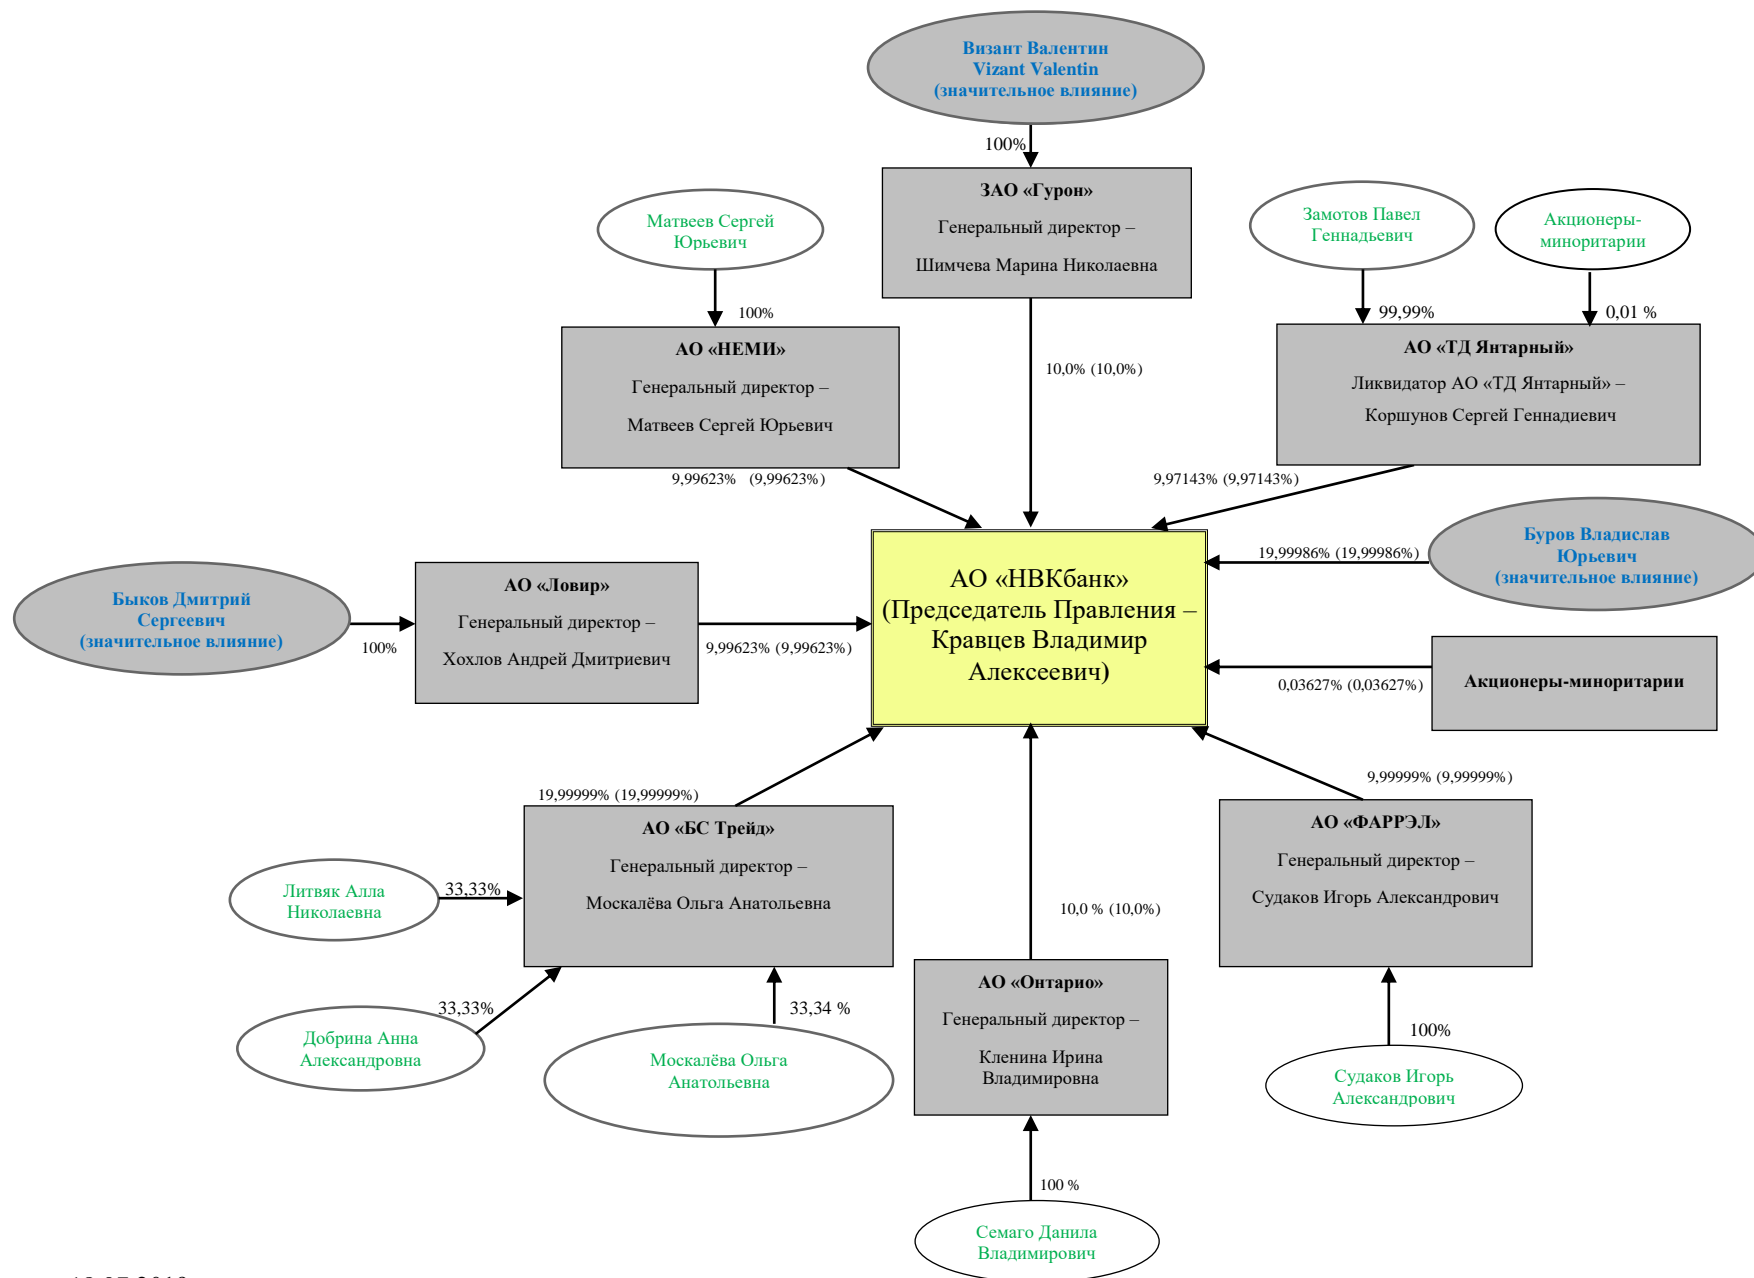 Визант Валентин
Vizant Valentin
(значительное влияние)
100%
ЗАО «Гурон»
Генеральный директор –
Шимчева Марина Николаевна
Матвеев Сергей
Юрьевич
Замотов Павел
Геннадьевич
Акционеры-
миноритарии
100%
99,99%
0,01 %
АО «НЕМИ»
Генеральный директор –
Матвеев Сергей Юрьевич
10,0% (10,0%)
АО «ТД Янтарный»
Ликвидатор АО «ТД Янтарный» –
Коршунов Сергей Геннадиевич
9,99623% (9,99623%)
9,97143% (9,97143%)
Буров Владислав
Юрьевич
(значительное влияние)
19,99986% (19,99986%)
АО «НВКбанк»
(Председатель Правления –
Кравцев Владимир
Алексеевич)
Быков Дмитрий
Сергеевич
(значительное влияние)
100%
АО «Ловир»
Генеральный директор –
Хохлов Андрей Дмитриевич
9,99623% (9,99623%)
0,03627% (0,03627%)
Акционеры-миноритарии
19,99999% (19,99999%)
9,99999% (9,99999%)
АО «БС Трейд»
Генеральный директор –
Москалёва Ольга Анатольевна
АО «ФАРРЭЛ»
Генеральный директор –
Судаков Игорь Александрович
Литвяк Алла
Николаевна
33,33%
10,0 % (10,0%)
АО «Онтарио»
Генеральный директор –
Кленина Ирина
Владимировна
33,33%
33,34 %
100%
Добрина Анна
Александровна
Москалёва Ольга
Анатольевна
Судаков Игорь
Александрович
100 %
Семаго Данила
Владимирович